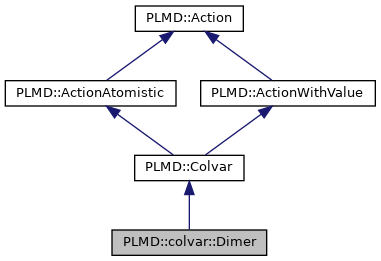 PLMD::Action
PLMD::ActionAtomistic
PLMD::ActionWithValue
PLMD::Colvar
PLMD::colvar::Dimer